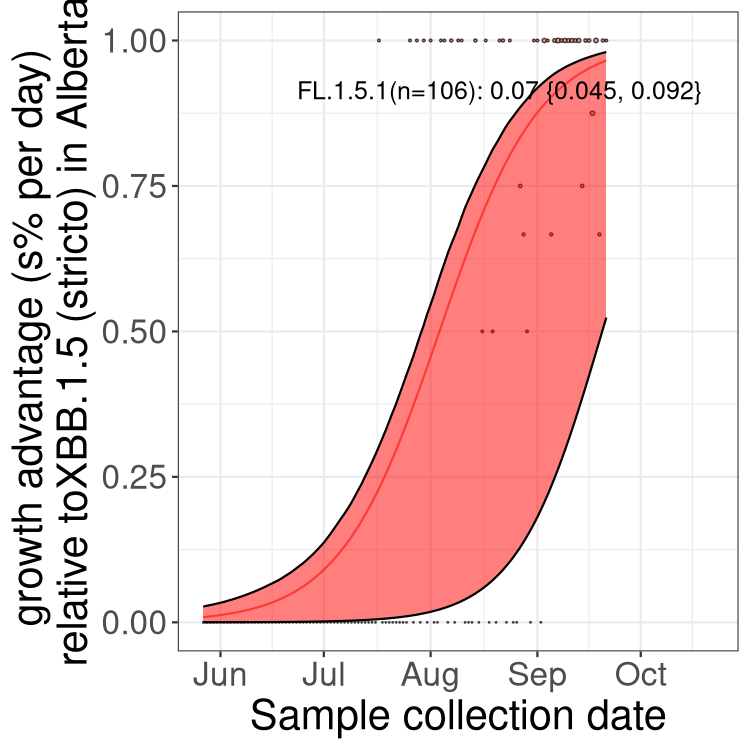 growth advantage (s% per day)
relative toXBB.1.5 (stricto) in Alberta
1.00
FL.1.5.1(n=106): 0.07 {0.045, 0.092}
0.75
0.50
0.25
0.00
Jun Jul Aug Sep Oct
Sample collection date